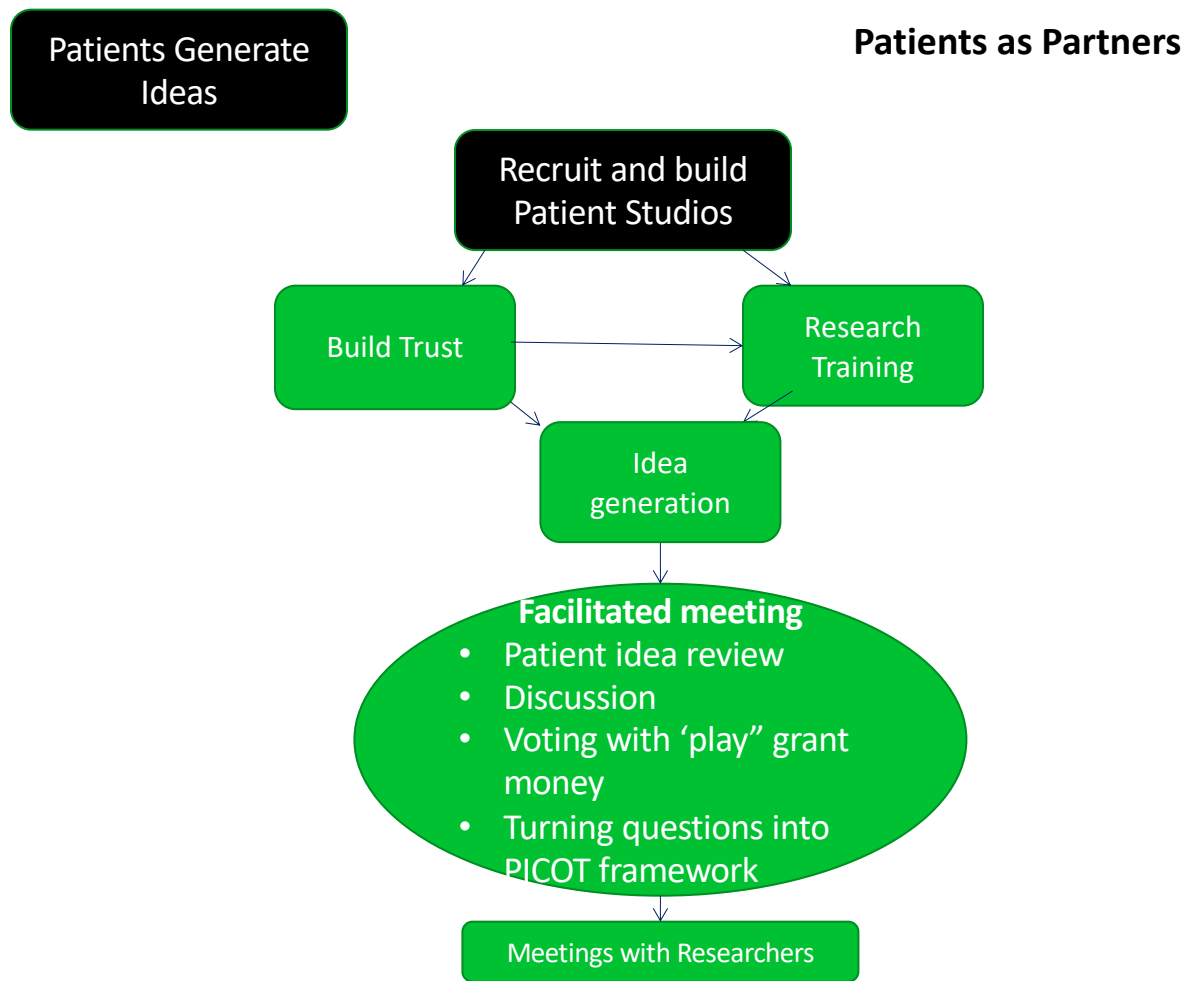 Patients Generate
Ideas
Patients as Partners
Recruit and build
Patient Studios
Build Trust
Research
Training
Idea
generation
Facilitated meeting
• Patient idea review
• Discussion
• Voting with ‘play” grant
money
• Turning questions into
PICOT framework
Meetings with Researchers